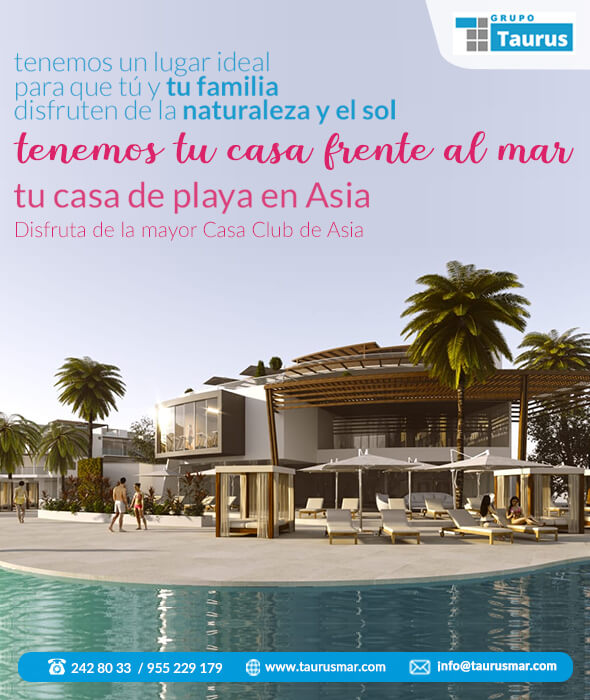 GRUPO
Taurus
tenemos un lugar ideal
para que tú y tu familia
disfruten de la naturaleza y el sol
tenemos tu casa frente al mar
tu casa de playa en Asia
Disfruta de la mayor Casa Club de Asia
242 80 33 / 955 229 179
www.taurusmar.com
info@taurusmar.com